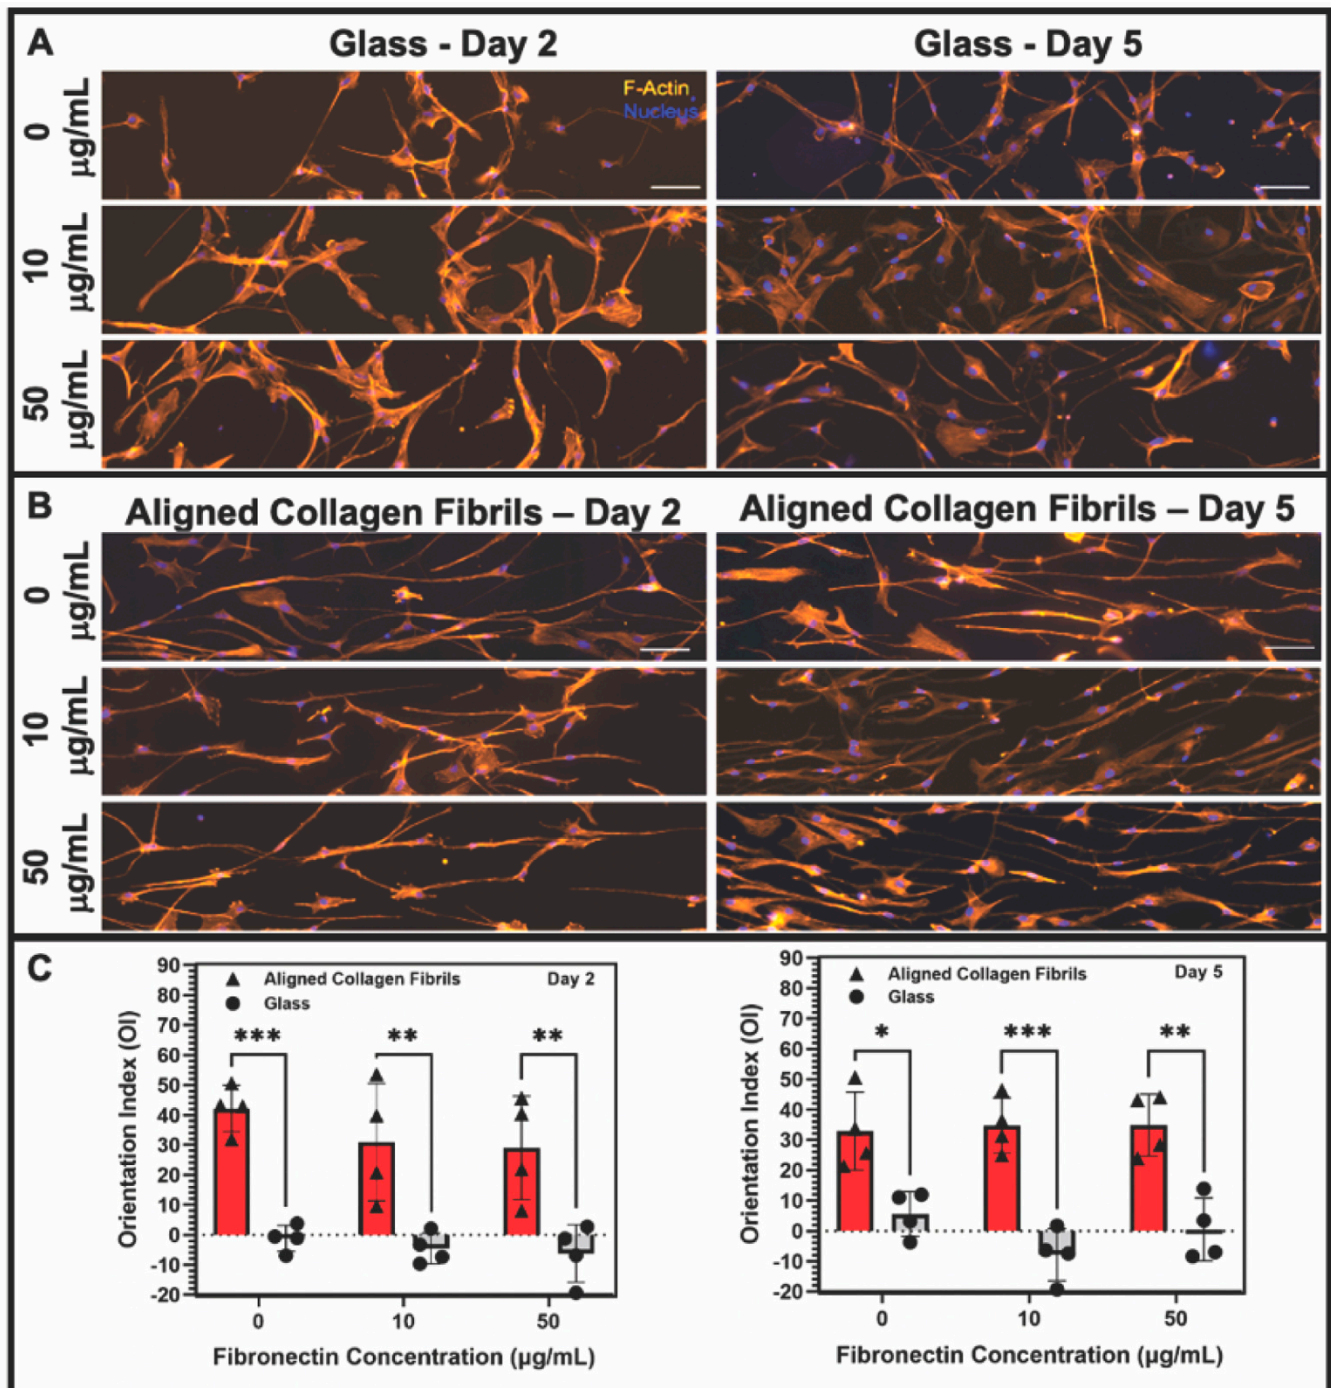 A
Glass - Day 2
Glass - Day 5
0 µg/mL
F-Actin
Nucleus
10 µg/mL
50 µg/mL
B
Aligned Collagen Fibrils – Day 2
Aligned Collagen Fibrils – Day 5
0 µg/mL
10 µg/mL
50 µg/mL
C
Orientation Index (OI)
90
80
70
60
50
40
30
20
10
0
-10
-20
Aligned Collagen Fibrils
Day 2
Glass
***
**
**
0
10
50
Fibronectin Concentration (µg/mL)
Orientation Index (OI)
90
80
70
60
50
40
30
20
10
0
-10
-20
Aligned Collagen Fibrils
Day 5
Glass
*
***
**
0
10
50
Fibronectin Concentration (µg/mL)